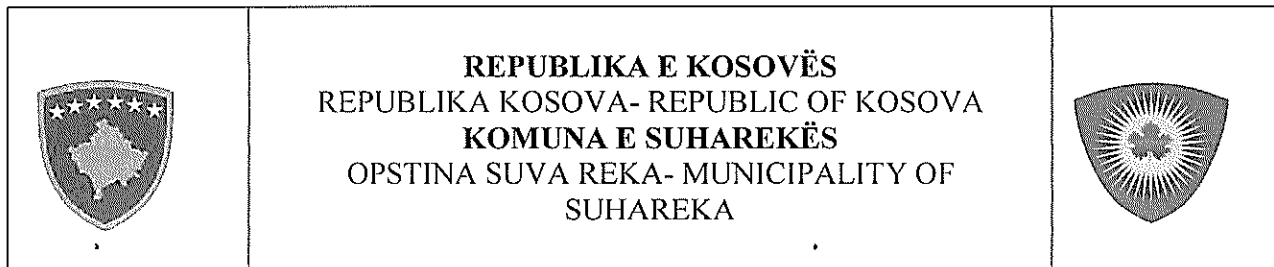 REPUBLIKA E KOSOVËS
REPUBLIKA KOSOVA- REPUBLIC OF KOSOVA
KOMUNA E SUHAREKËS
OPSTINA SUVA REKA- MUNICIPALITY OF
SUHAREKA